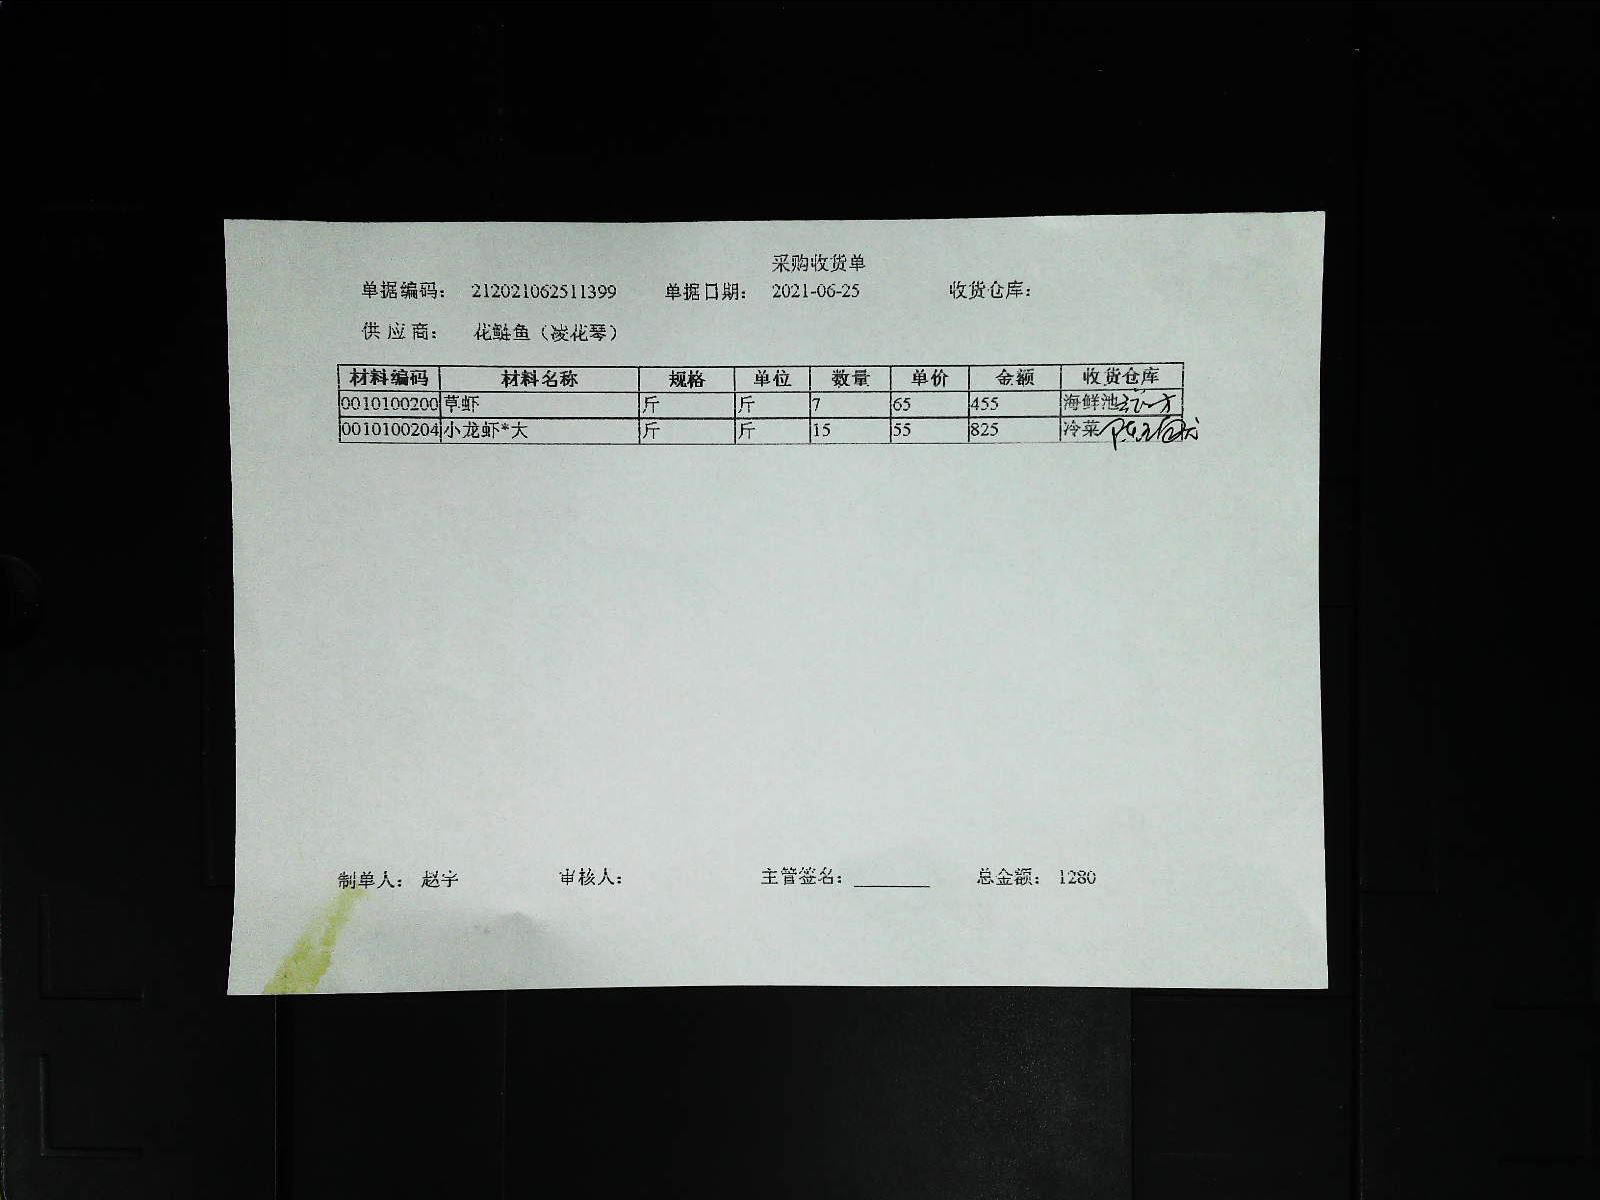 采购收货单
单据编码: 212021062511399 单据日期: 2021-06-25 收货仓库:
供应商: 花鲢鱼（凌花琴）
材料编码 材料名称 规格 单位 数量 单价 金额 收货仓库
0010100200 草虾 斤 斤 7 65 455 海鲜池
0010100204 小龙虾*大 斤 斤 15 55 825 冷菜
制单人: 赵宇 审核人: 主管签名: ________ 总金额: 1280